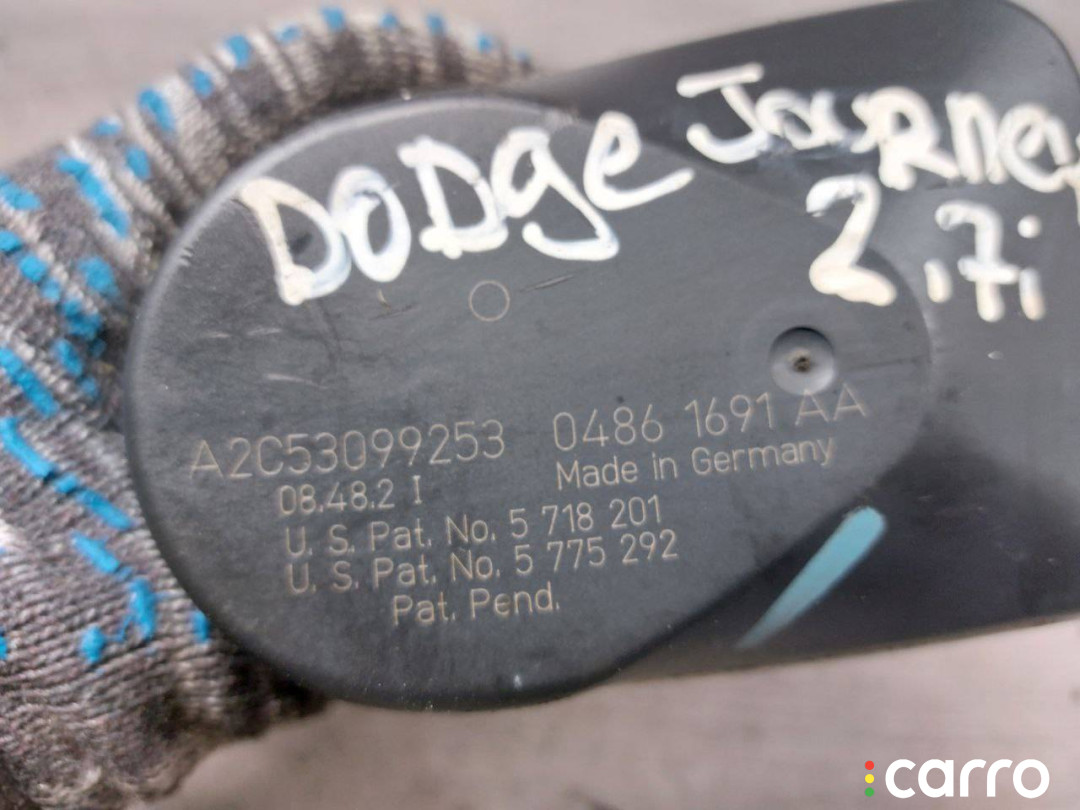 DODge JouRney
2.7i
A2C53099253 0486 1691 AA
08.48.2 I Made in Germany
U. S. Pat. No. 5 718 201
U. S. Pat. No. 5 775 292
Pat. Pend.
carro